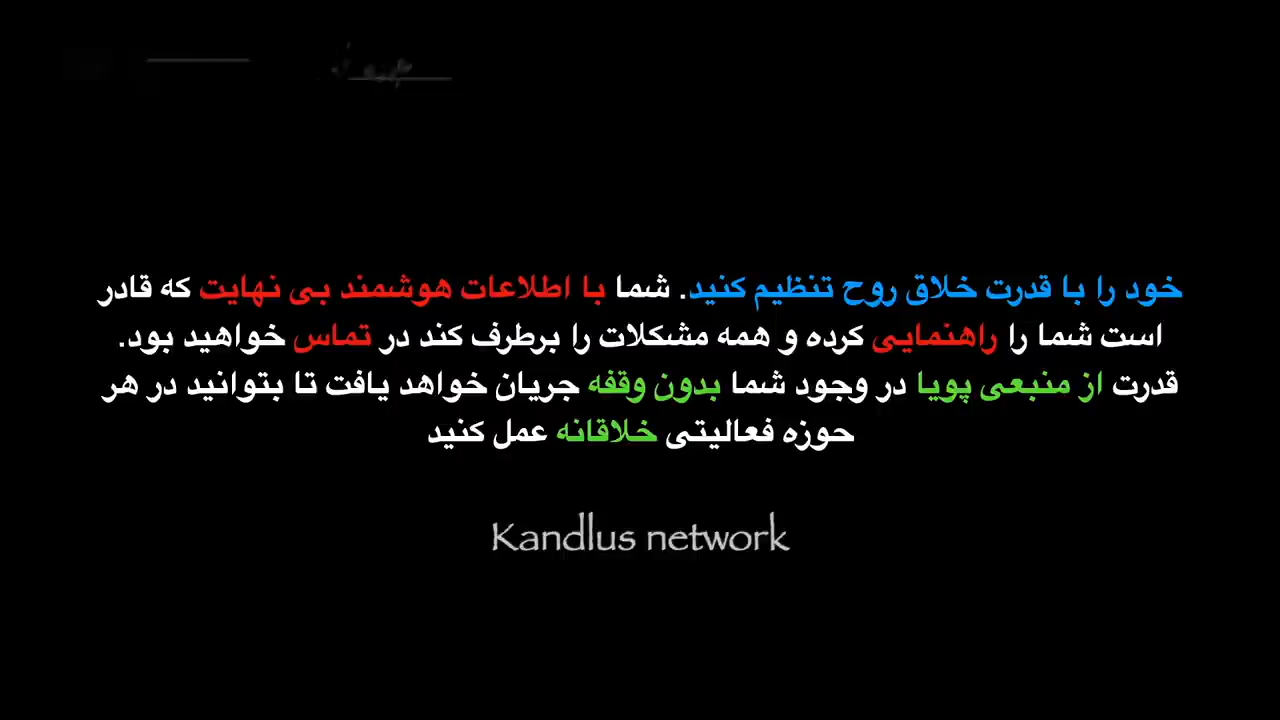 خود را با قدرت خلاق روح تنظیم کنید. شما با اطلاعات هوشمند بی نهایت که قادر
است شما را راهنمایی کرده و همه مشکلات را برطرف کند در تماس خواهید بود.
قدرت از منبعی پویا در وجود شما بدون وقفه جریان خواهد یافت تا بتوانید در هر
حوزه فعالیتی خلاقانه عمل کنید
Kandlus network